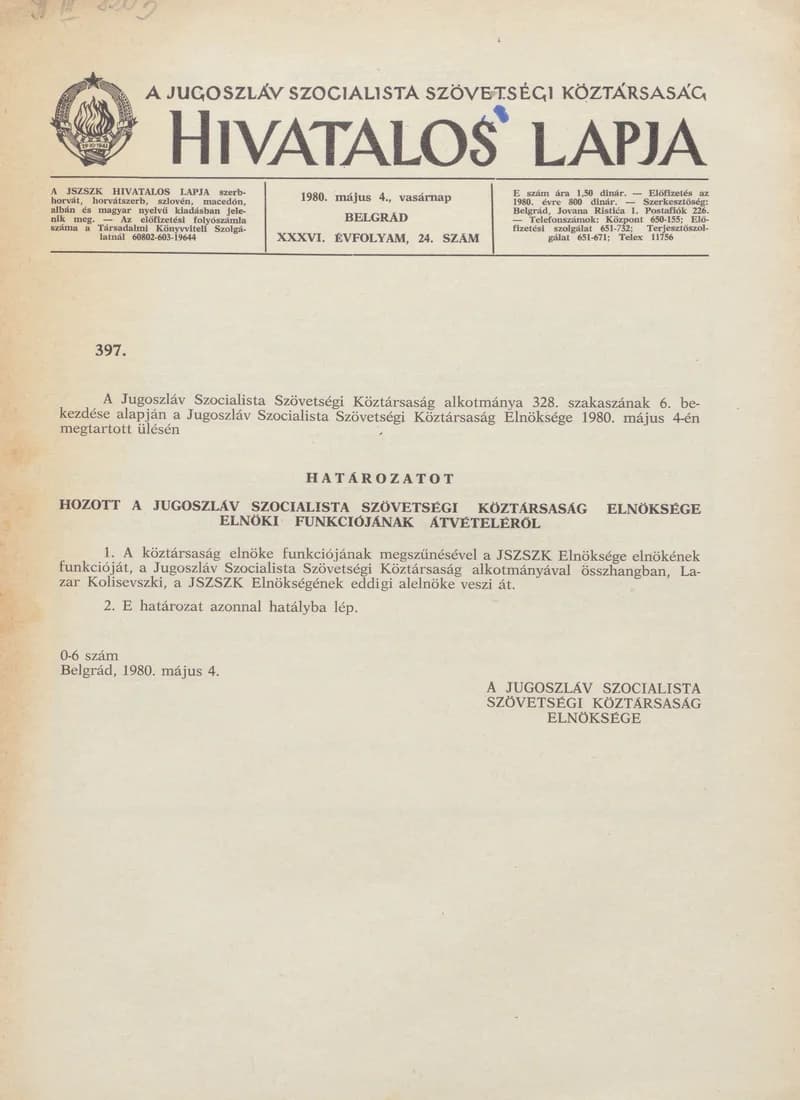 A JUGOSZLÁV SZOCIALISTA SZÖVETSÉGI KÖZTÁRSASÁG
HIVATALOS LAPJA
A JSZSZK HIVATALOS LAPJA szerb-
horvát, horvátszerb, szlovén, macedón,
albán és magyar nyelvű kiadásban jele-
nik meg. — Az előfizetési folyószámla
száma a Társadalmi Könyvviteli Szolgá-
latnál 60802-603-19644
1980. május 4., vasárnap
BELGRÁD
XXXVI. ÉVFOLYAM, 24. SZÁM
E szám ára 1,50 dinár. — Előfizetés az
1980. évre 800 dinár. — Szerkesztőség:
Belgrád, Jovana Ristića 1. Postafiók 226.
— Telefonszámok: Központ 650-155; Elő-
fizetési szolgálat 651-732; Terjesztőszol-
gálat 651-671; Telex 11756
397.
A Jugoszláv Szocialista Szövetségi Köztársaság alkotmánya 328. szakaszának 6. be-
kezdése alapján a Jugoszláv Szocialista Szövetségi Köztársaság Elnöksége 1980. május 4-én
megtartott ülésén
HATÁROZATOT
HOZOTT A JUGOSZLÁV SZOCIALISTA SZÖVETSÉGI KÖZTÁRSASÁG ELNÖKSÉGE
ELNÖKI FUNKCIÓJÁNAK ÁTVÉTELÉRŐL
1. A köztársaság elnöke funkciójának megszűnésével a JSZSZK Elnöksége elnökének
funkcióját, a Jugoszláv Szocialista Szövetségi Köztársaság alkotmányával összhangban, La-
zar Kolisevszki, a JSZSZK Elnökségének eddigi alelnöke veszi át.
2. E határozat azonnal hatályba lép.
0-6 szám
Belgrád, 1980. május 4.
A JUGOSZLÁV SZOCIALISTA
SZÖVETSÉGI KÖZTÁRSASÁG
ELNÖKSÉGE